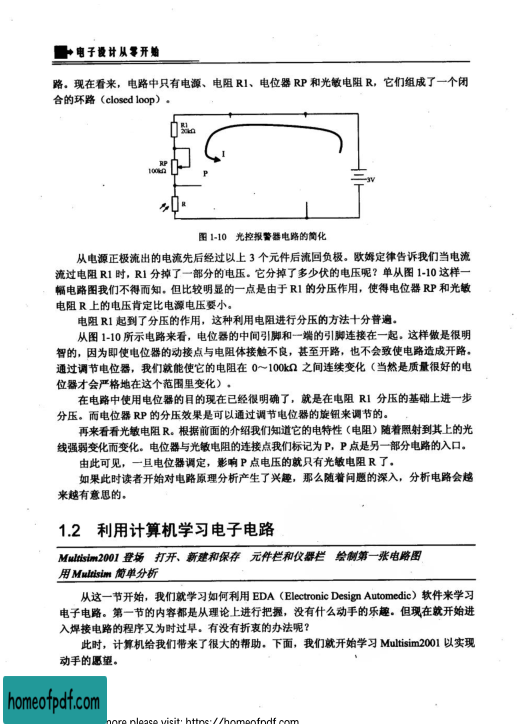 电子设计从零开始
路。现在看来，电路中只有电源、电阻 R1、电位器 RP 和光敏电阻 R，它们组成了一个闭
合的环路（closed loop）。
R1
20kΩ
RP
100kΩ
I
P
3V
R
图 1-10 光控报警器电路的简化
从电源正极流出的电流先后经过以上 3 个元件后流回负极。欧姆定律告诉我们当电流
流过电阻 R1 时，R1 分掉了一部分的电压。它分掉了多少伏的电压呢？单从图 1-10 这样一
幅电路图我们不得而知。但比较明显的一点是由于 R1 的分压作用，使得电位器 RP 和光敏
电阻 R 上的电压肯定比电源电压要小。
电阻 R1 起到了分压的作用，这种利用电阻进行分压的方法十分普遍。
从图 1-10 所示电路来看，电位器的中间引脚和一端的引脚连接在一起。这样做是很明
智的，因为即使电位器的动接点与电阻体接触不良，甚至开路，也不会致使电路造成开路。
通过调节电位器，我们就能使它的电阻在 0～100kΩ 之间连续变化（当然是质量很好的电
位器才会严格地在这个范围里变化）。
在电路中使用电位器的目的现在已经很明确了，就是在电阻 R1 分压的基础上进一步
分压。而电位器 RP 的分压效果是可以通过调节电位器的旋钮来调节的。
再来看看光敏电阻 R。根据前面的介绍我们知道它的电特性（电阻）随着照射到其上的光
线强弱变化而变化。电位器与光敏电阻的连接点我们标记为 P，P 点是另一部分电路的入口。
由此可见，一旦电位器调定，影响 P 点电压的就只有光敏电阻 R 了。
如果此时读者开始对电路原理分析产生了兴趣，那么随着问题的深入，分析电路会越
来越有意思的。
1.2 利用计算机学习电子电路
Multisim2001 登场 打开、新建和保存 元件栏和仪器栏 绘制第一张电路图
用 Multisim 简单分析
从这一节开始，我们就学习如何利用 EDA（Electronic Design Automedic）软件来学习
电子电路。第一节的内容都是从理论上进行把握，没有什么动手的乐趣。但现在就开始进
入焊接电路的程序又为时过早。有没有折衷的办法呢？
此时，计算机给我们带来了很大的帮助。下面，我们就开始学习 Multisim2001 以实现
动手的愿望。
homeofpdf.com
more please visit: https://homeofpdf.com